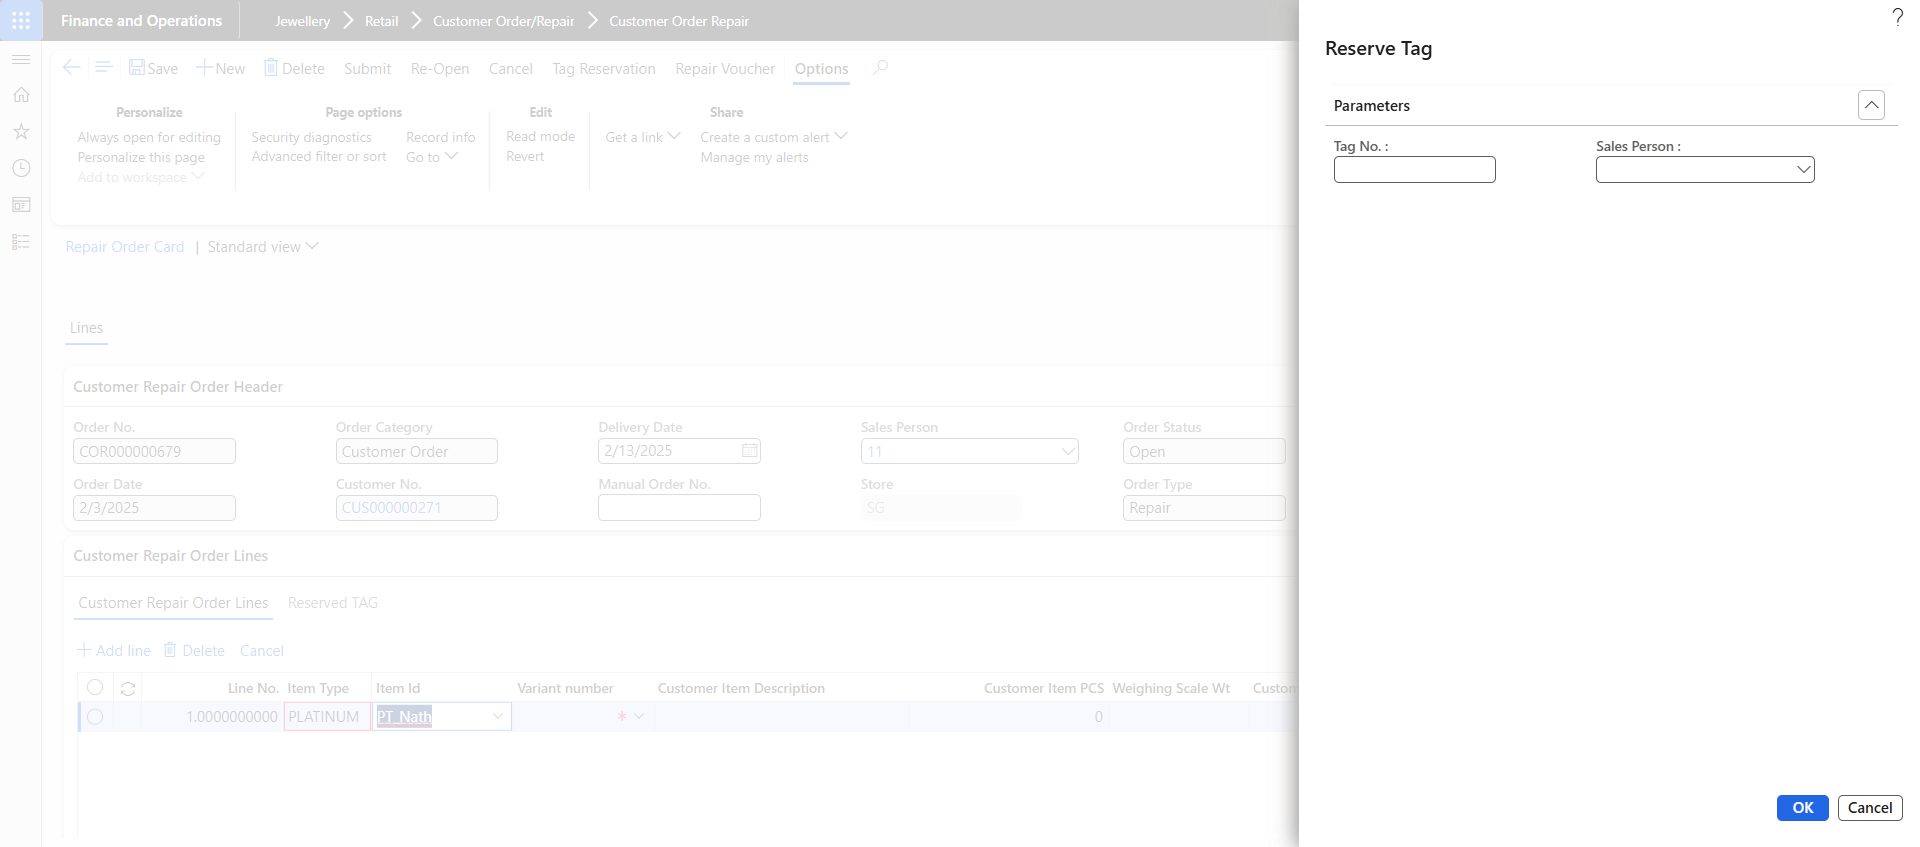 Finance and Operations
Jewellery > Retail > Customer Order/Repair > Customer Order Repair
?
Save New Delete Submit Re-Open Cancel Tag Reservation Repair Voucher Options
Personalize
Always open for editing
Personalize this page
Add to workspace
Page options
Security diagnostics
Advanced filter or sort
Record info
Go to
Edit
Read mode
Revert
Get a link
Share
Create a custom alert
Manage my alerts
Repair Order Card | Standard view
Lines
Customer Repair Order Header
Order No. Order Category Delivery Date Sales Person Order Status
COR000000679 Customer Order 2/13/2025 11 Open
Order Date Customer No. Manual Order No. Store Order Type
2/3/2025 CUS000000271 SG Repair
Customer Repair Order Lines
Customer Repair Order Lines Reserved TAG
Add line Delete Cancel
Line No. Item Type Item Id Variant number Customer Item Description Customer Item PCS Weighing Scale Wt Custom
1.0000000000 PLATINUM PT_Nath * 0
Reserve Tag
Parameters
Tag No. : Sales Person :
OK Cancel